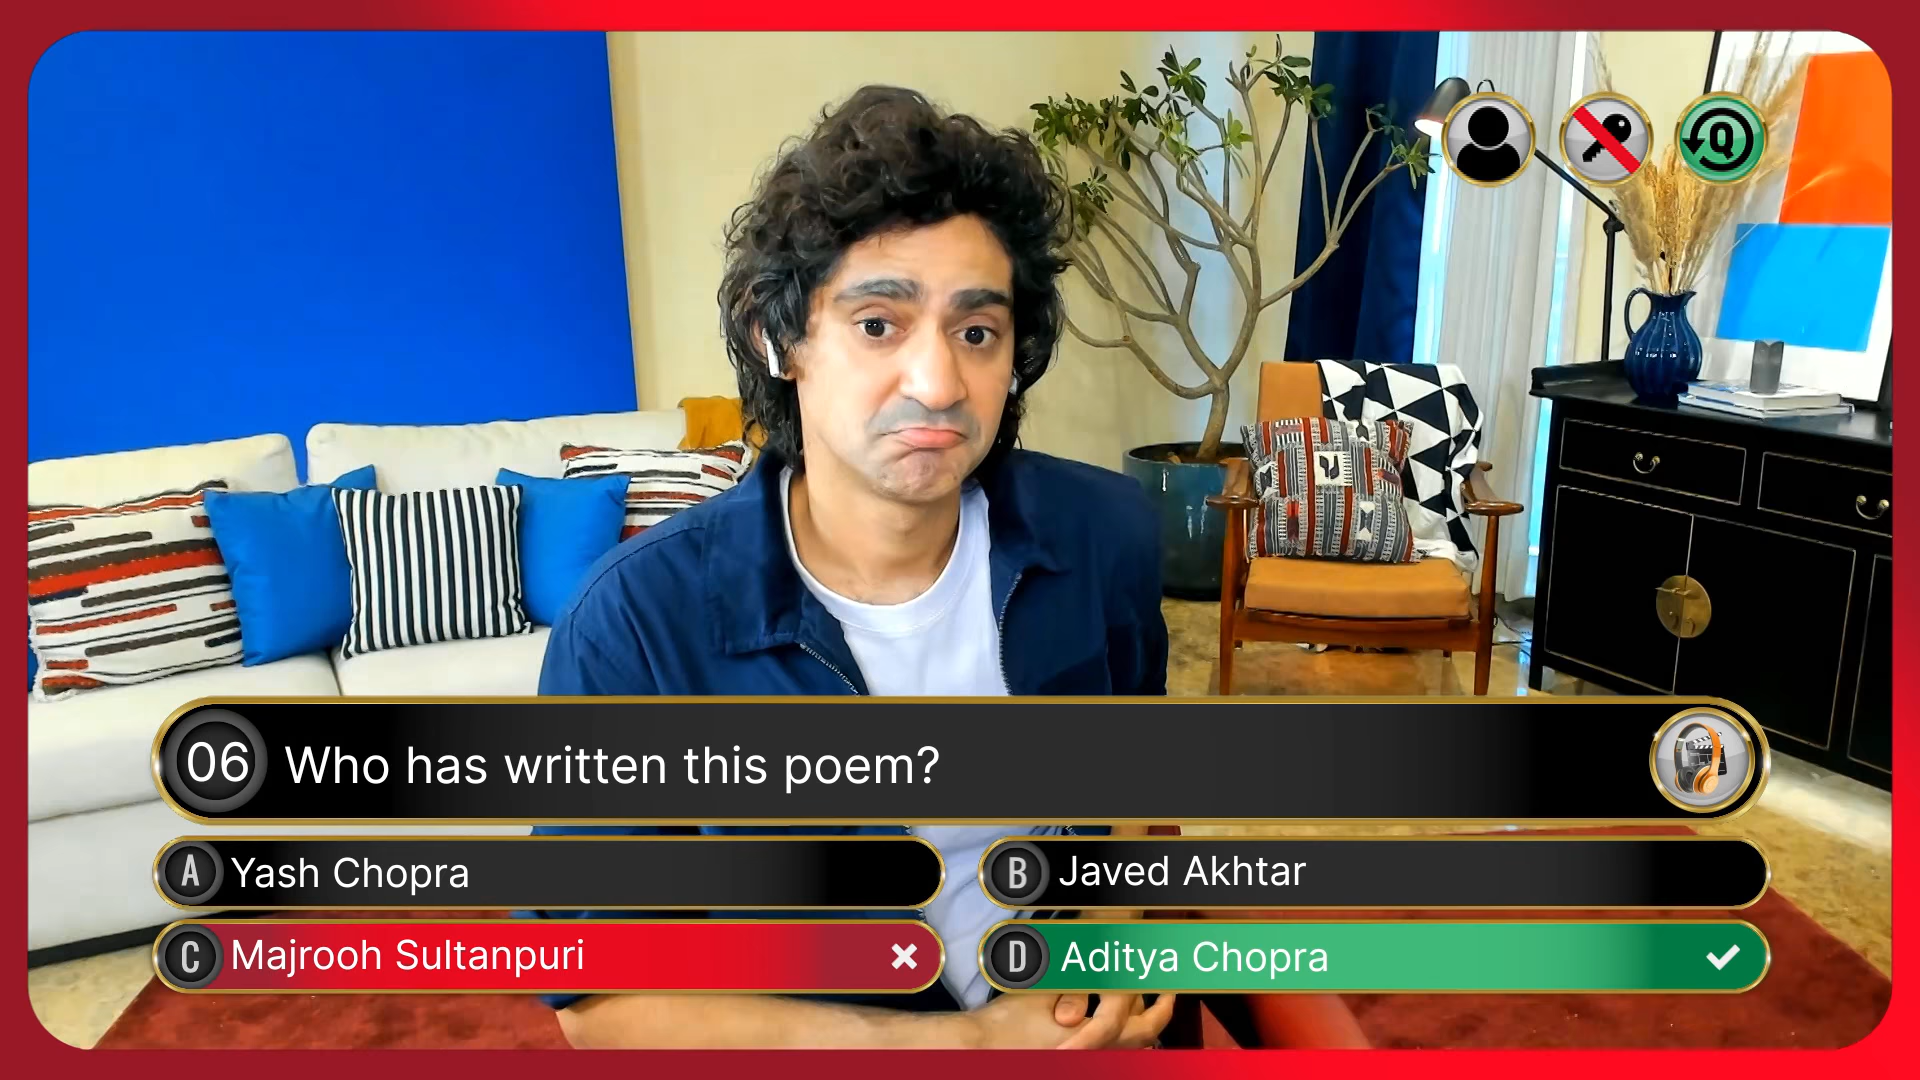 Q
06 Who has written this poem?
A Yash Chopra
B Javed Akhtar
C Majrooh Sultanpuri
D Aditya Chopra